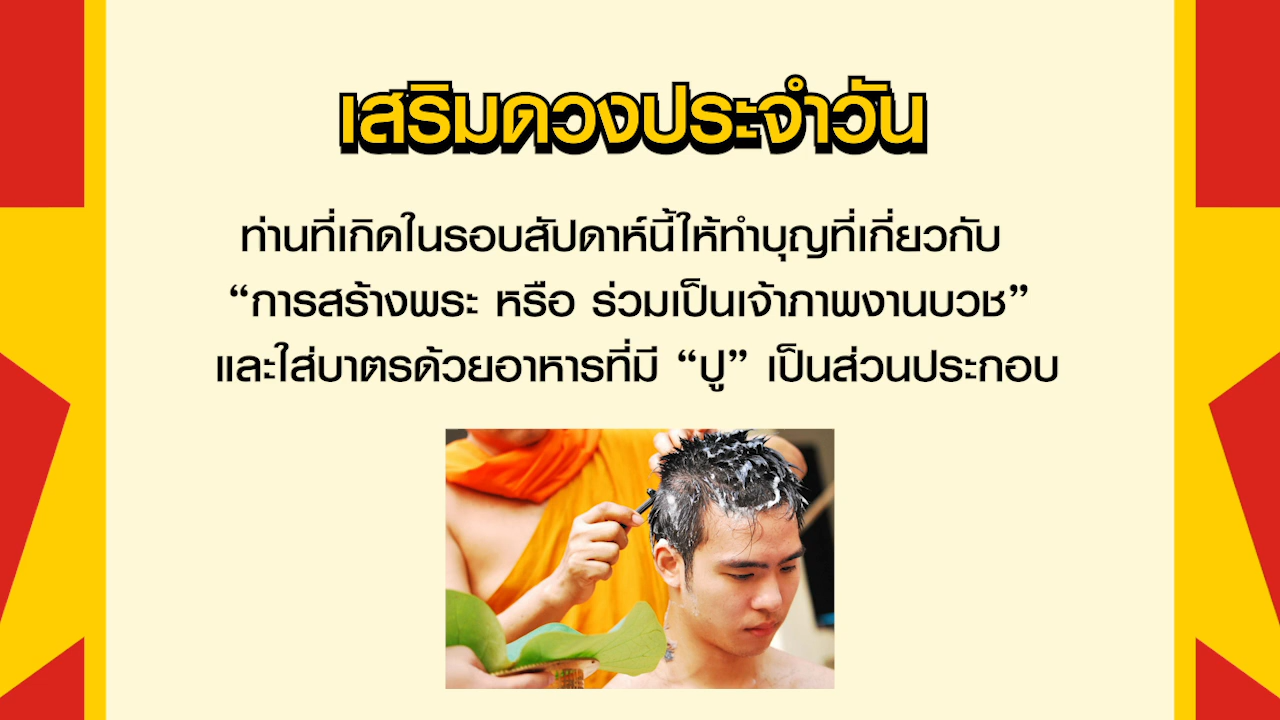 เสริมดวงประจำวัน
ท่านที่เกิดในรอบสัปดาห์นี้ให้ทำบุญที่เกี่ยวกับ
“การสร้างพระ หรือ ร่วมเป็นเจ้าภาพงานบวช”
และใส่บาตรด้วยอาหารที่มี “ปู” เป็นส่วนประกอบ